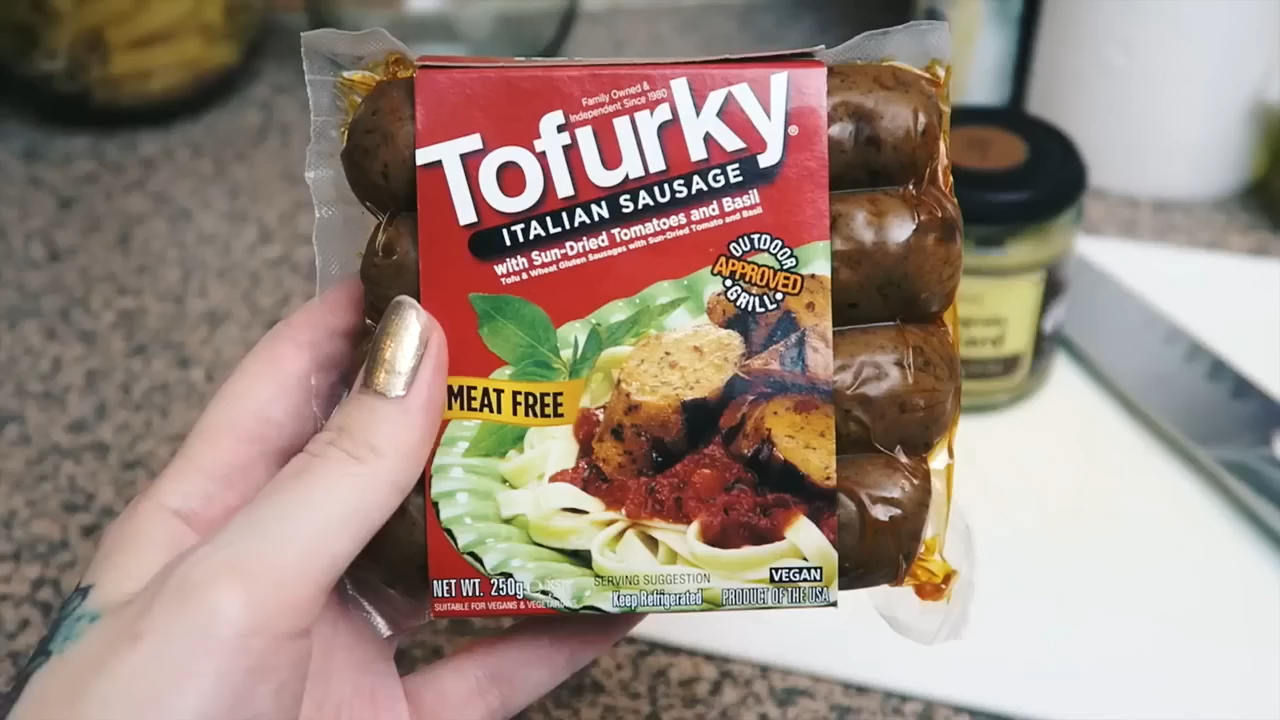 Family Owned &
Independent Since 1980
Tofurky®
ITALIAN SAUSAGE
with Sun-Dried Tomatoes and Basil
Tofu & Wheat Gluten Sausages with Sun-Dried Tomato and Basil
OUTDOOR
APPROVED
GRILL
MEAT FREE
SERVING SUGGESTION
VEGAN
NET WT. 250g
Keep Refrigerated
PRODUCT OF THE USA
SUITABLE FOR VEGANS &